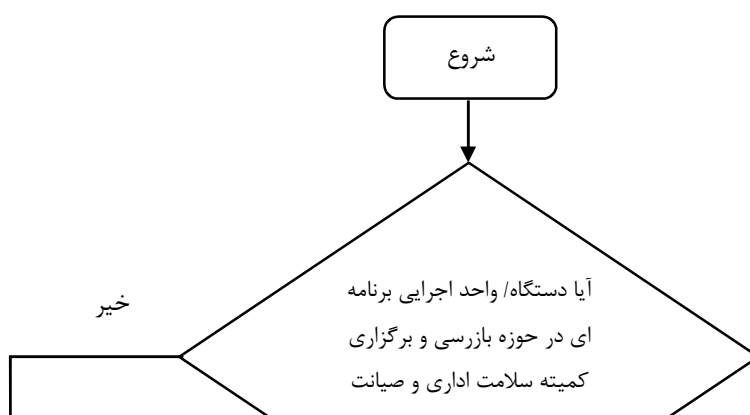 شروع
خیر
آیا دستگاه/ واحد اجرایی برنامه
ای در حوزه بازرسی و برگزاری
کمیته سلامت اداری و صیانت